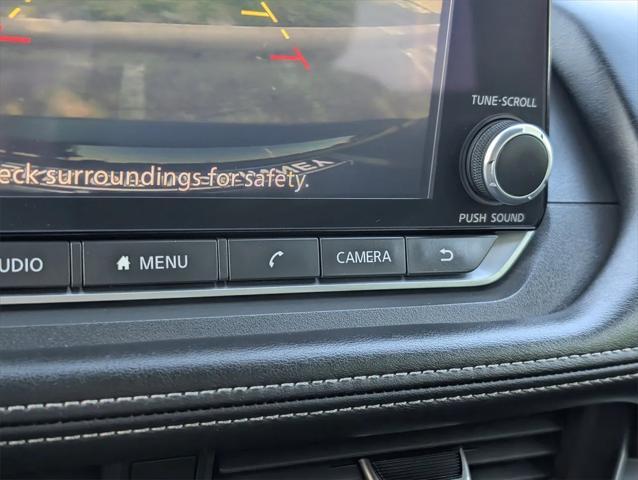 TUNE·SCROLL
eck surroundings for safety.
PUSH SOUND
UDIO MENU CAMERA